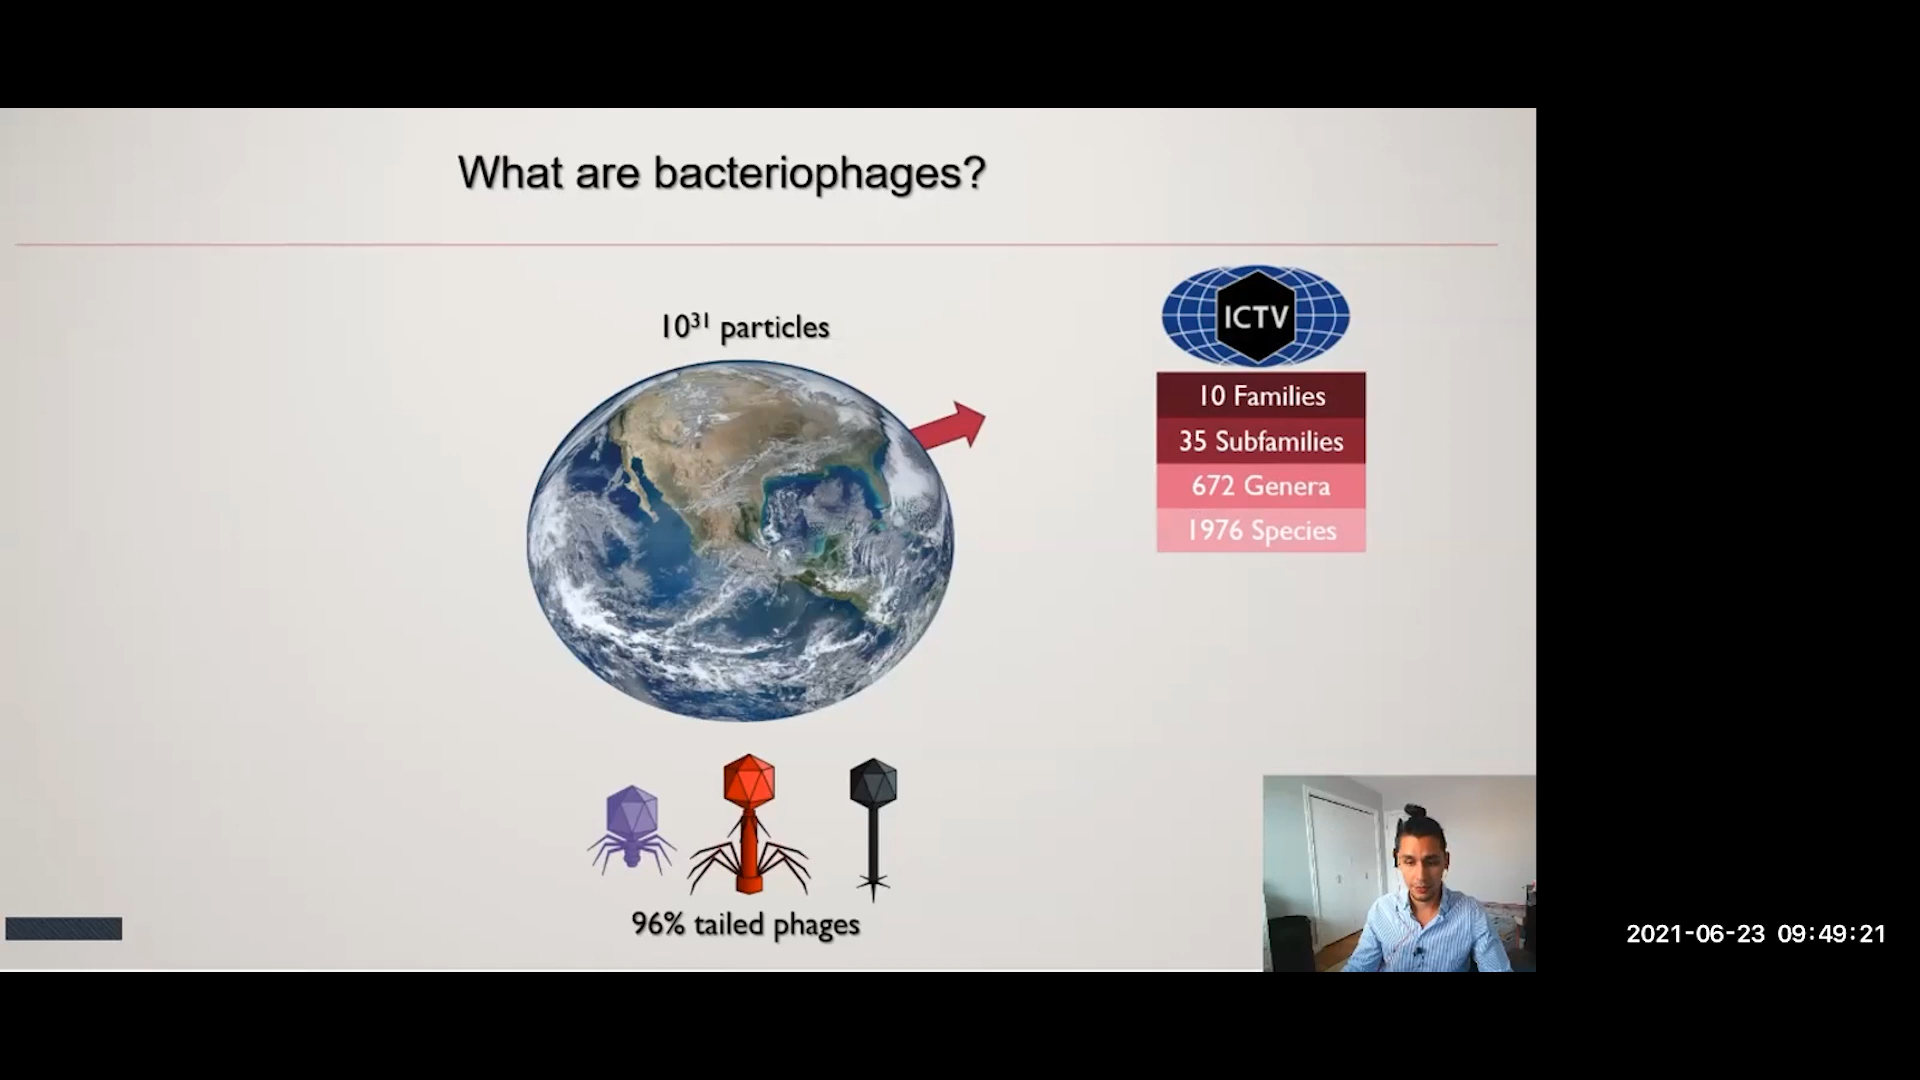 What are bacteriophages?
10³¹ particles
ICTV
10 Families
35 Subfamilies
672 Genera
1976 Species
96% tailed phages
2021-06-23 09:49:21